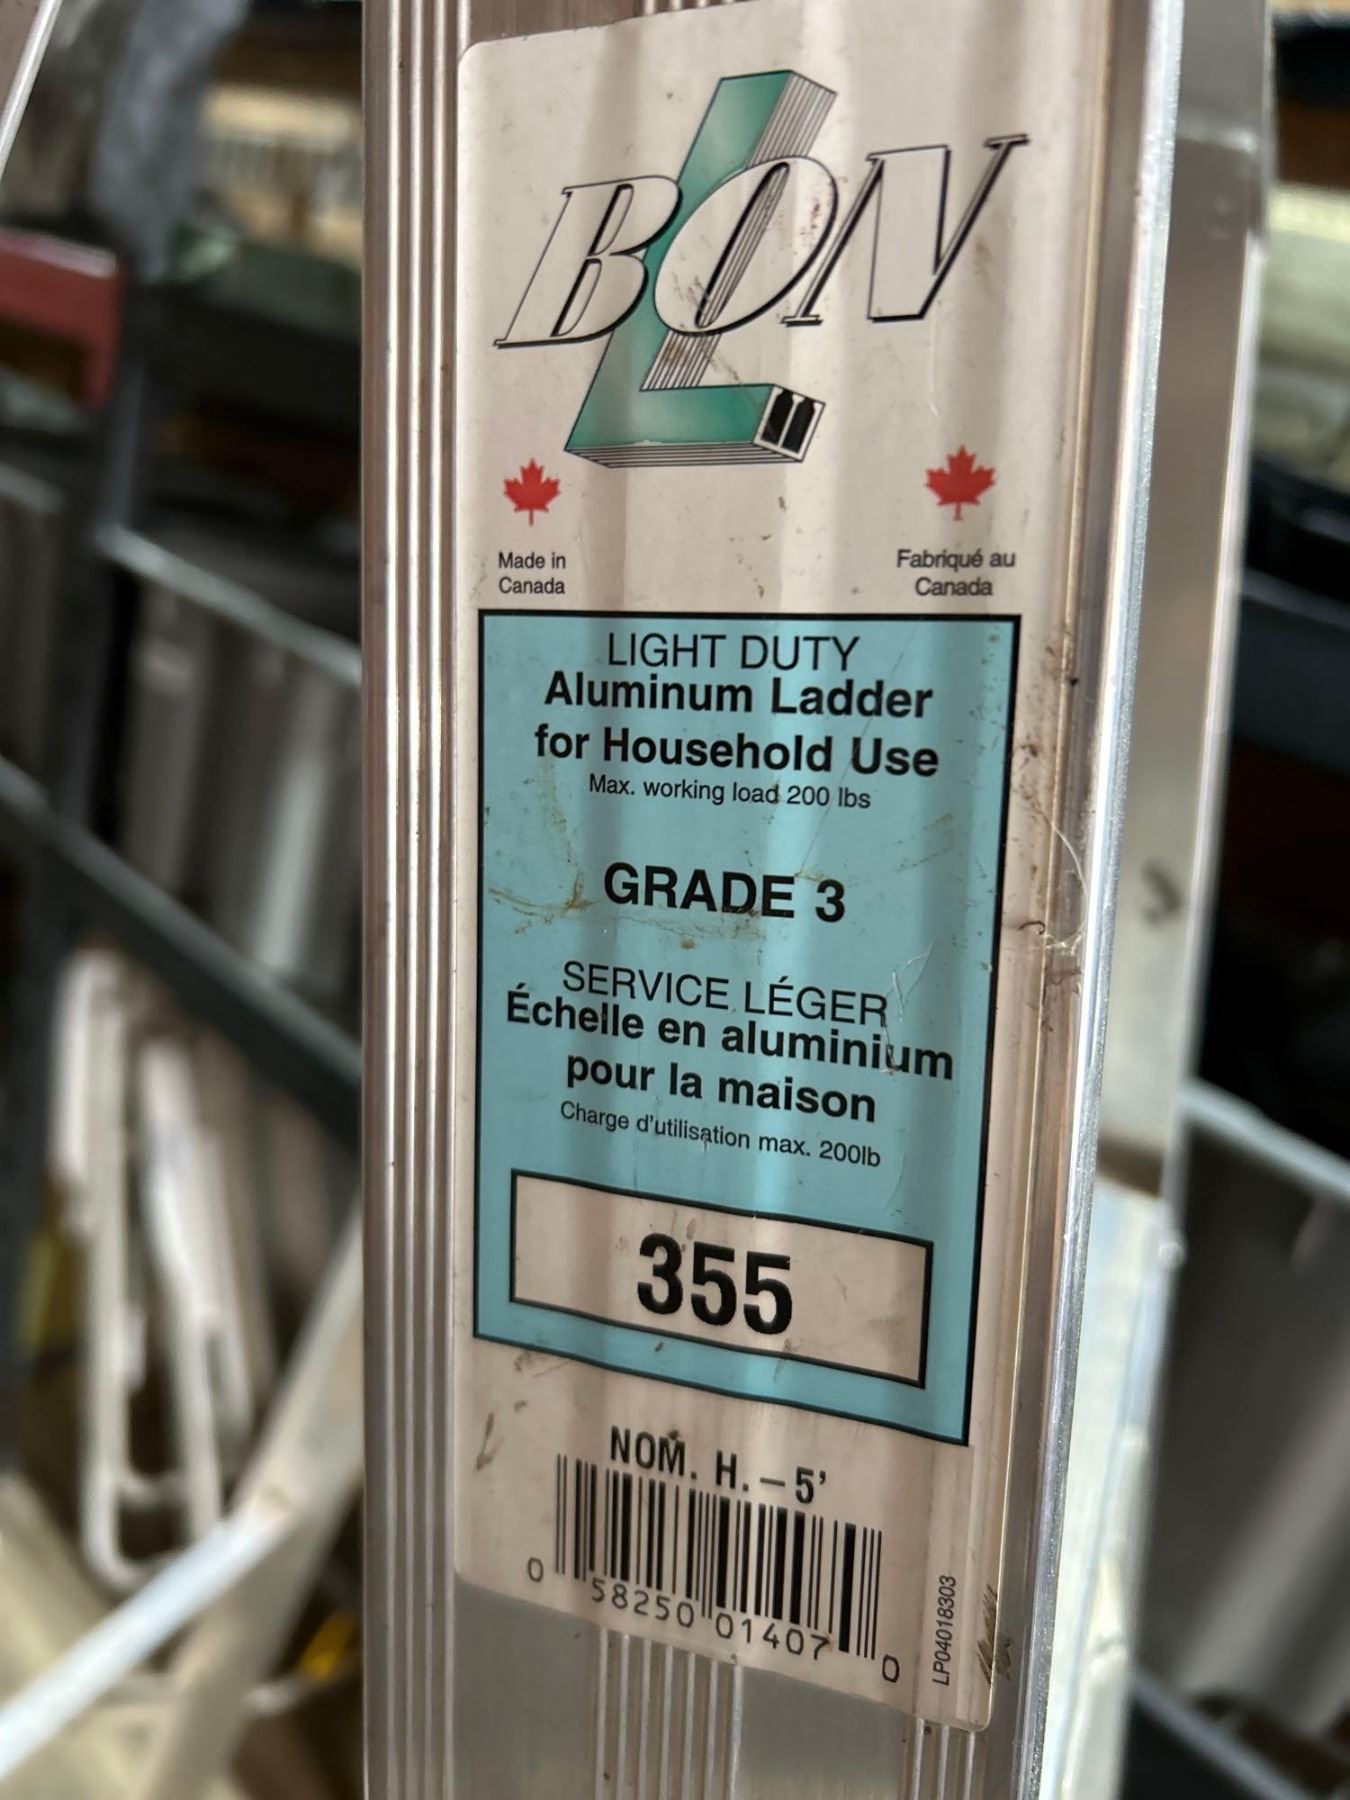 BON
L
Made in
Canada
Fabriqué au
Canada
LIGHT DUTY
Aluminum Ladder
for Household Use
Max. working load 200 lbs
GRADE 3
SERVICE LÉGER
Échelle en aluminium
pour la maison
Charge d'utilisation max. 200lb
355
NOM. H. – 5'
0 58250 01407 0
LP04018303